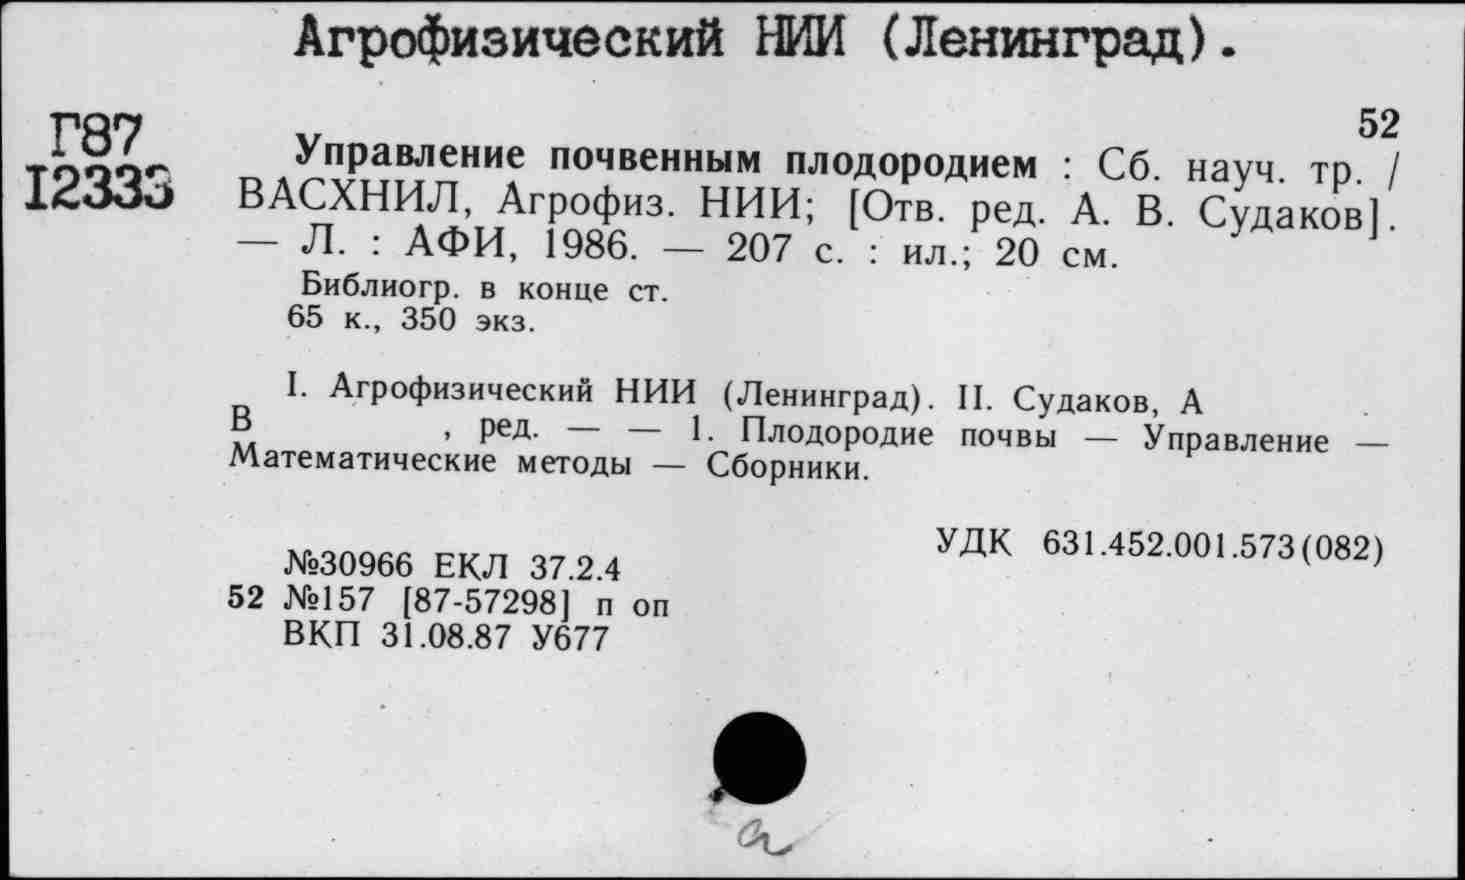 Агрофизический НИИ (Ленинград).
52
Г87
12333
Управление почвенным плодородием : Сб. науч. тр. /
ВАСХНИЛ, Агрофиз. НИИ; [Отв. ред. А. В. Судаков].
— Л. : АФИ, 1986. — 207 с. : ил.; 20 см.
Библиогр. в конце ст.
65 к., 350 экз.
I. Агрофизический НИИ (Ленинград). II. Судаков, А
В , ред. — — 1. Плодородие почвы — Управление —
Математические методы — Сборники.
УДК 631.452.001.573(082)
№30966 ЕКЛ 37.2.4
52 №157 [87-57298] п оп
ВКП 31.08.87 У677